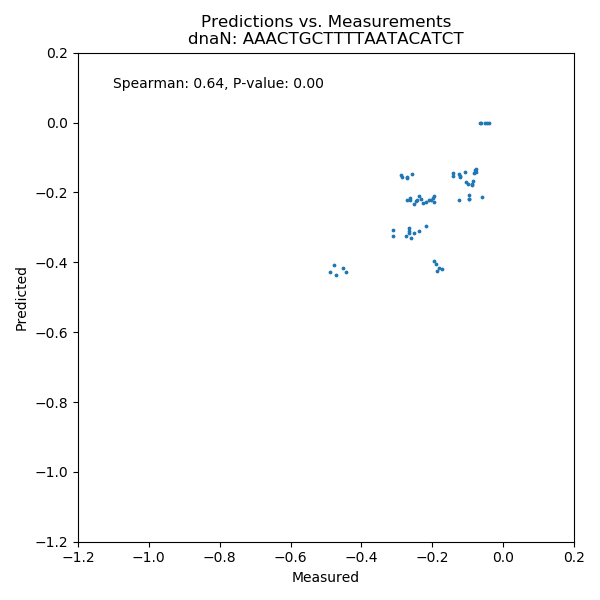 Predictions vs. Measurements
dnaN: AAACTGCTTTTAATACATCT
Spearman: 0.64, P-value: 0.00
0.2
0.0
−0.2
−0.4
−0.6
−0.8
−1.0
−1.2
Predicted
−1.2 −1.0 −0.8 −0.6 −0.4 −0.2 0.0 0.2
Measured